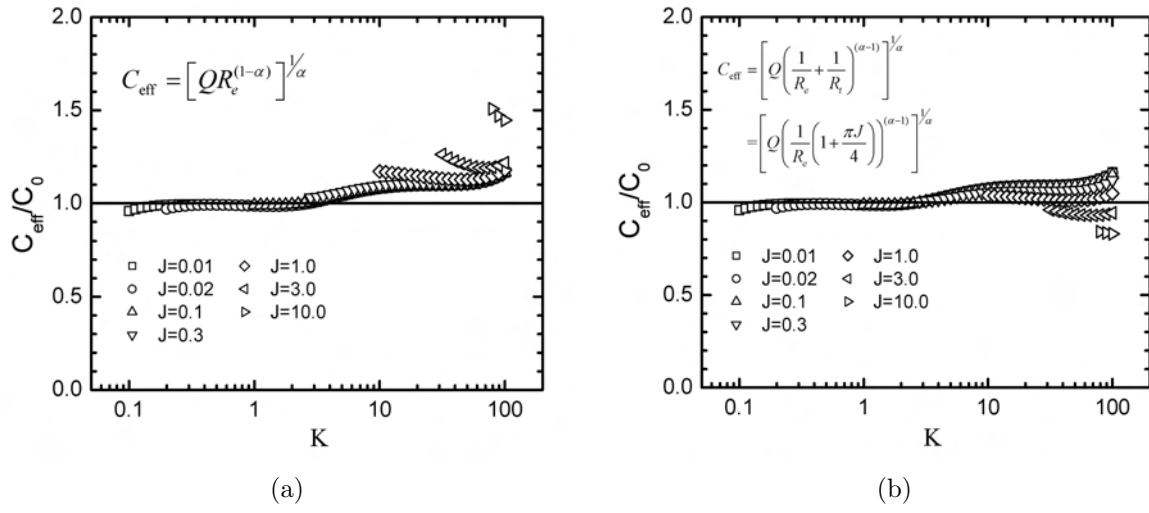 2.0
1.5
1.0
0.5
0.0
C_eff/C_0
C_eff = [QR_e^(1-α)]^1/α
J=0.01 J=1.0
J=0.02 J=3.0
J=0.1 J=10.0
J=0.3
0.1 1 10 100
K
(a)
2.0
1.5
1.0
0.5
0.0
C_eff/C_0
C_eff = [Q(1/R_e + 1/R_t)^(α-1)]^1/α
= [Q(1/R_e(1 + πJ/4))^(α-1)]^1/α
J=0.01 J=1.0
J=0.02 J=3.0
J=0.1 J=10.0
J=0.3
0.1 1 10 100
K
(b)